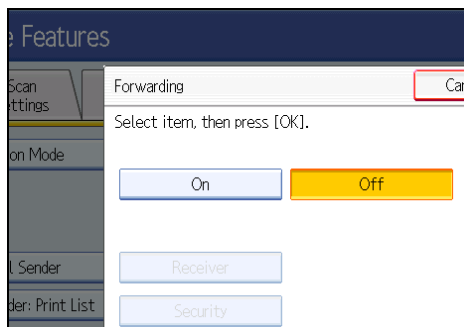 Features
Scan
ttings
Forwarding
Select item, then press [OK].
on Mode
On
Off
l Sender
Receiver
der: Print List
Security